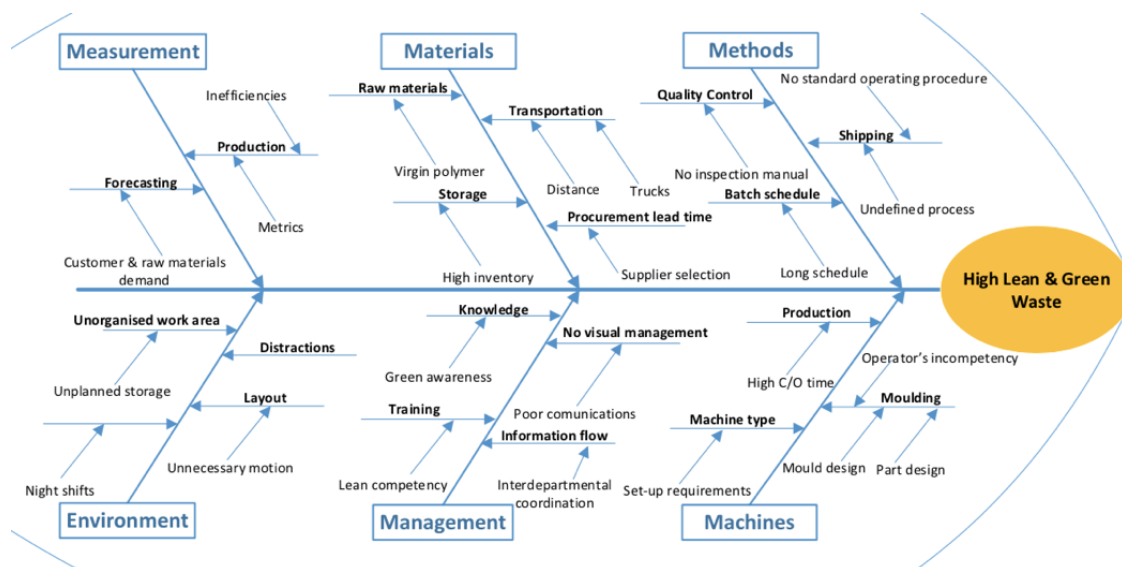 Measurement
Materials
Methods
Inefficiencies
Production
Forecasting
Metrics
Customer & raw materials
demand
Raw materials
Transportation
Virgin polymer
Distance
Trucks
Storage
Procurement lead time
High inventory
Supplier selection
No standard operating procedure
Quality Control
Shipping
No inspection manual
Batch schedule
Undefined process
Long schedule
High Lean & Green
Waste
Unorganised work area
Distractions
Unplanned storage
Layout
Unnecessary motion
Night shifts
Knowledge
No visual management
Green awareness
Training
Poor comunications
Information flow
Lean competency
Interdepartmental
coordination
Production
Operator's incompetency
High C/O time
Moulding
Machine type
Mould design
Part design
Set-up requirements
Environment
Management
Machines